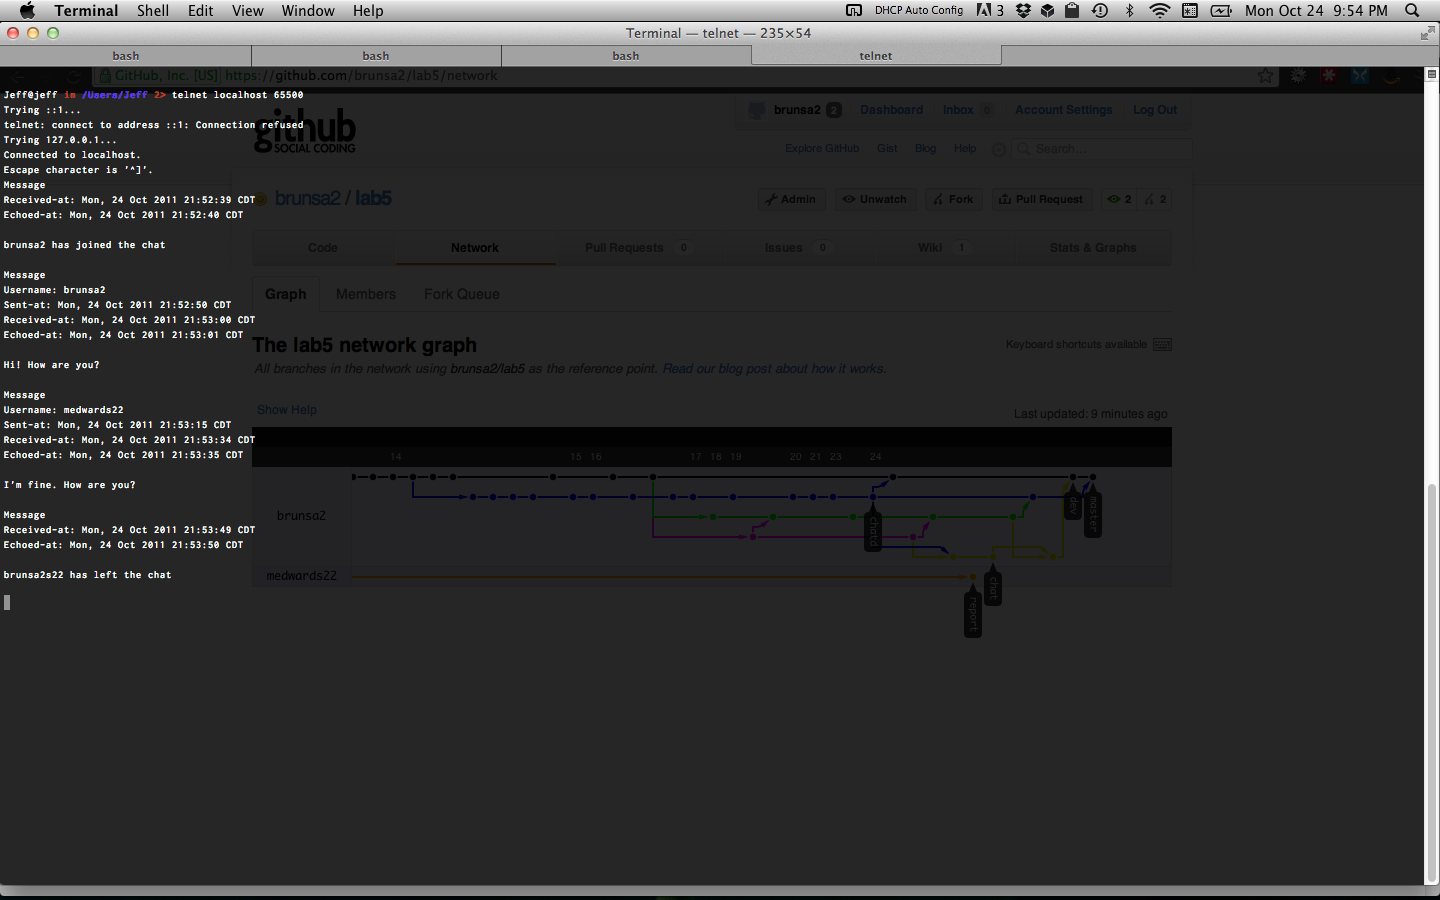 Terminal Shell Edit View Window Help DHCP Auto Config 3 Mon Oct 24 9:54 PM
Terminal — telnet — 235×54
bash bash bash telnet
GitHub, Inc. [US] https://github.com/brunsa2/lab5/network
Jeff@jeff in /Users/Jeff 2> telnet localhost 65500
Trying ::1...
telnet: connect to address ::1: Connection refused
Trying 127.0.0.1...
Connected to localhost.
Escape character is '^]'.
Message
Received-at: Mon, 24 Oct 2011 21:52:39 CDT
Echoed-at: Mon, 24 Oct 2011 21:52:40 CDT
brunsa2 has joined the chat
Message
Username: brunsa2
Sent-at: Mon, 24 Oct 2011 21:52:50 CDT
Received-at: Mon, 24 Oct 2011 21:53:00 CDT
Echoed-at: Mon, 24 Oct 2011 21:53:01 CDT
Hi! How are you?
Message
Username: medwards22
Sent-at: Mon, 24 Oct 2011 21:53:15 CDT
Received-at: Mon, 24 Oct 2011 21:53:34 CDT
Echoed-at: Mon, 24 Oct 2011 21:53:35 CDT
I'm fine. How are you?
Message
Received-at: Mon, 24 Oct 2011 21:53:49 CDT
Echoed-at: Mon, 24 Oct 2011 21:53:50 CDT
brunsa2s22 has left the chat
github
SOCIAL CODING
brunsa2 2 Dashboard Inbox 0 Account Settings Log Out
Explore GitHub Gist Blog Help Search...
brunsa2 / lab5
Admin Unwatch Fork Pull Request 2 2
Code Network Pull Requests 0 Issues 0 Wiki 1 Stats & Graphs
Graph Members Fork Queue
The lab5 network graph
Keyboard shortcuts available
All branches in the network using brunsa2/lab5 as the reference point. Read our blog post about how it works.
Show Help
Last updated: 9 minutes ago
14 15 16 17 18 19 20 21 23 24
brunsa2
chatd
dev
master
medwards22
chat
report